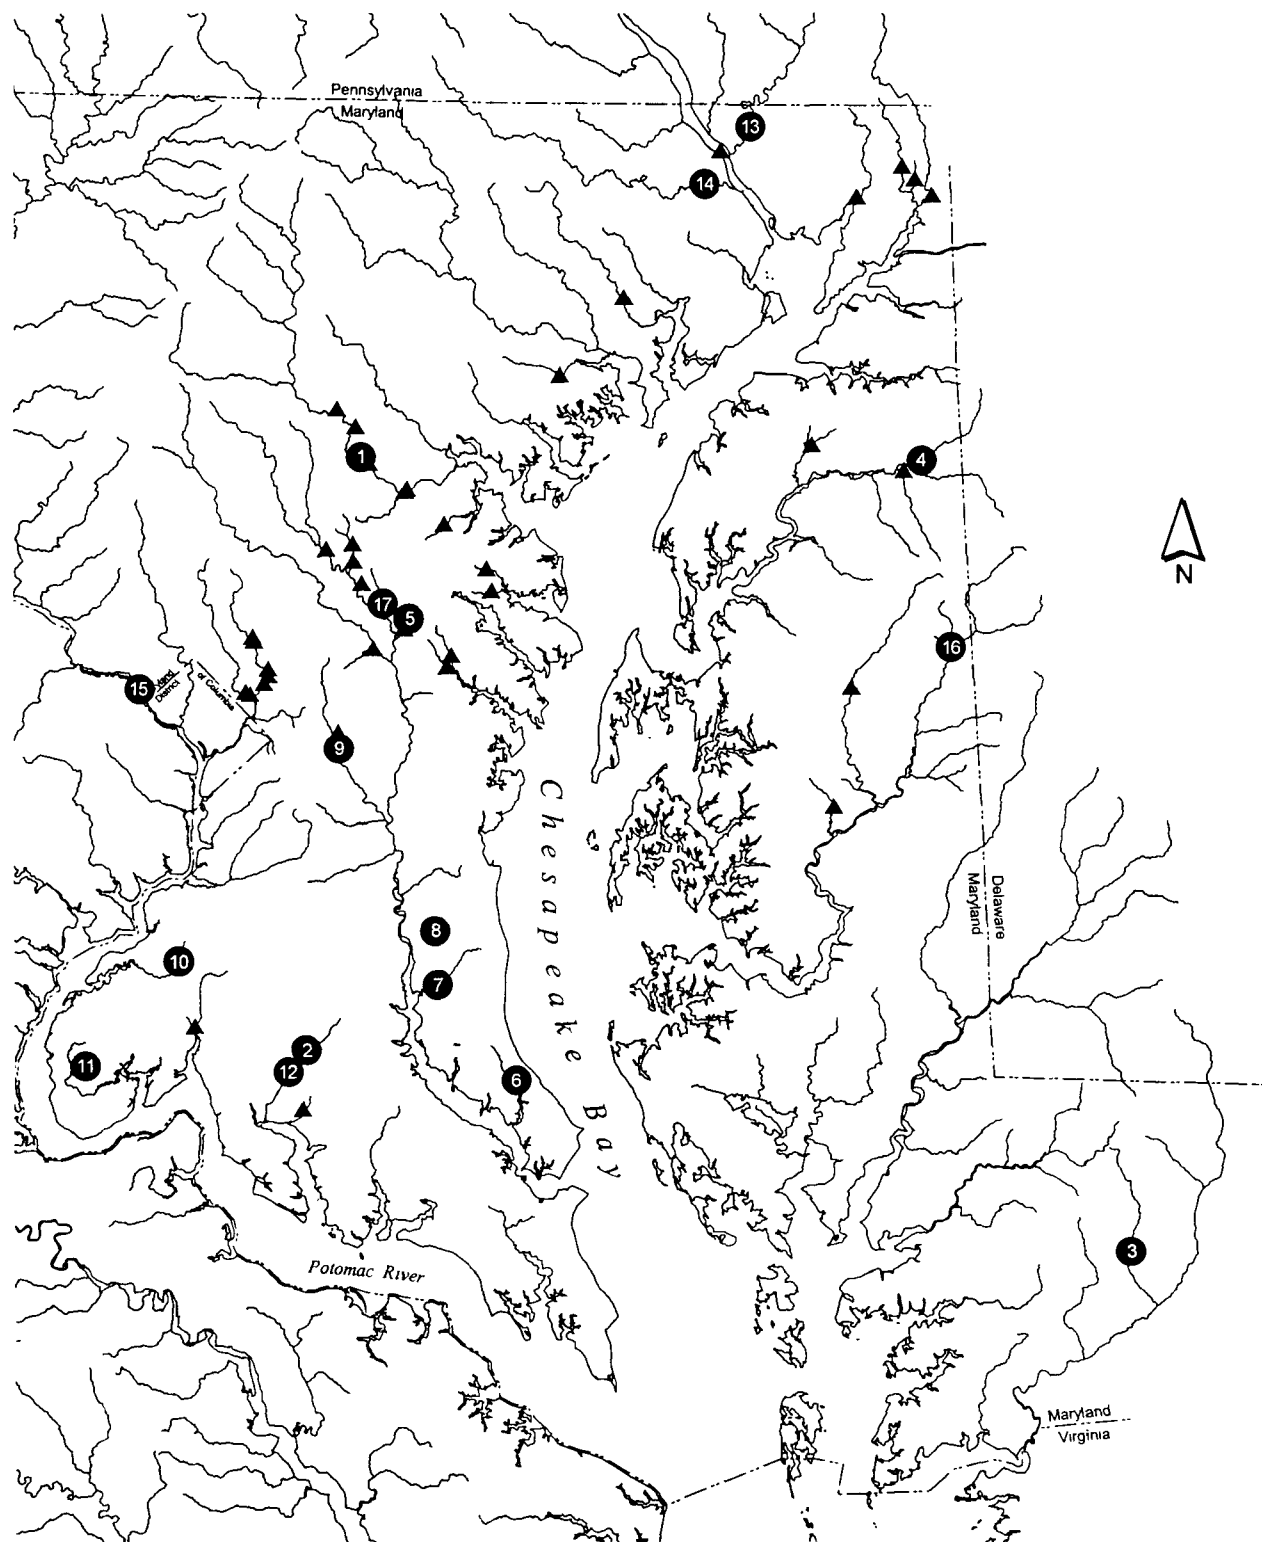 Pennsylvania
Maryland
13
14
1
4
17
5
16
15
District
of Columbia
9
Chesapeake Bay
Delaware
Maryland
8
10
7
2
11
12
6
3
Potomac River
Maryland
Virginia
N